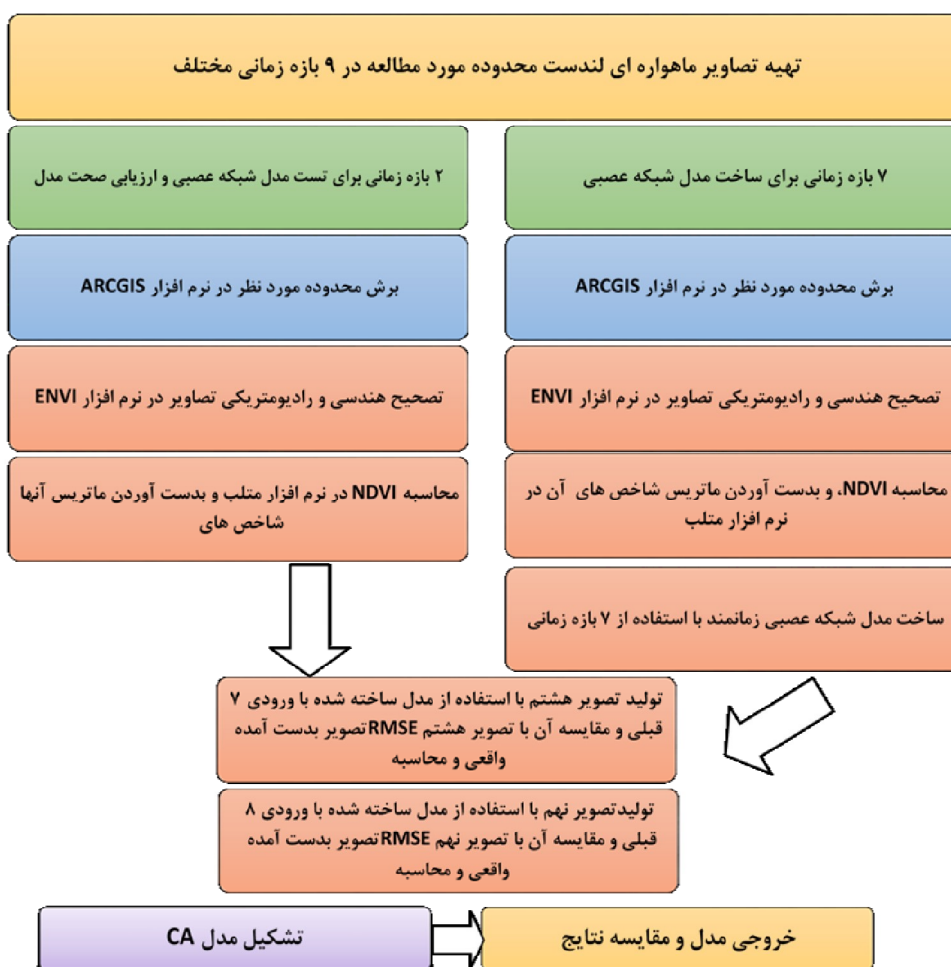 تهیه تصاویر ماهواره ای لندست محدوده مورد مطالعه در ۹ بازه زمانی مختلف
۷ بازه زمانی برای ساخت مدل شبکه عصبی
۲ بازه زمانی برای تست مدل شبکه عصبی و ارزیابی صحت مدل
برش محدوده مورد نظر در نرم افزار ARCGIS
برش محدوده مورد نظر در نرم افزار ARCGIS
تصحیح هندسی و رادیومتریکی تصاویر در نرم افزار ENVI
تصحیح هندسی و رادیومتریکی تصاویر در نرم افزار ENVI
محاسبه NDVI، و بدست آوردن ماتریس شاخص های آن در
نرم افزار متلب
محاسبه NDVI در نرم افزار متلب و بدست آوردن ماتریس آنها
شاخص های
ساخت مدل شبکه عصبی زمانمند با استفاده از ۷ بازه زمانی
تولید تصویر هشتم با استفاده از مدل ساخته شده با ورودی ۷
قبلی و مقایسه آن با تصویر هشتم RMSEتصویر بدست آمده
واقعی و محاسبه
تولیدتصویر نهم با استفاده از مدل ساخته شده با ورودی ۸
قبلی و مقایسه آن با تصویر نهم RMSEتصویر بدست آمده
واقعی و محاسبه
خروجی مدل و مقایسه نتایج
تشکیل مدل CA